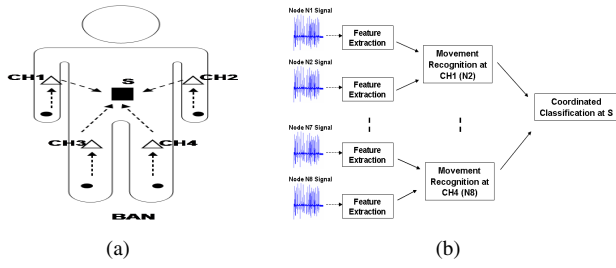 CH1
S
CH2
CH3
CH4
BAN
(a)
Node N1 Signal
Feature
Extraction
Node N2 Signal
Feature
Extraction
Movement
Recognition at
CH1 (N2)
Node N7 Signal
Feature
Extraction
Node N8 Signal
Feature
Extraction
Movement
Recognition at
CH4 (N8)
Coordinated
Classification at S
(b)